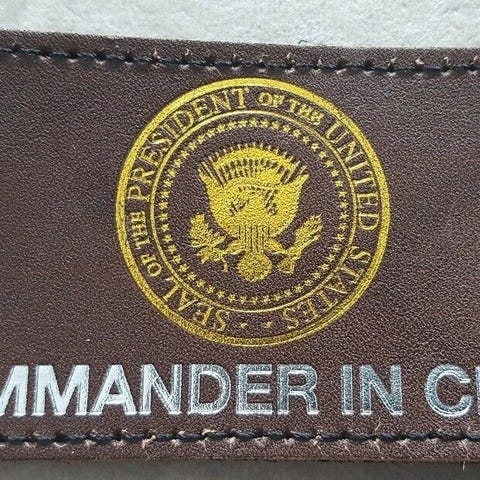 SEAL OF THE PRESIDENT OF THE UNITED STATES
MMANDER IN C